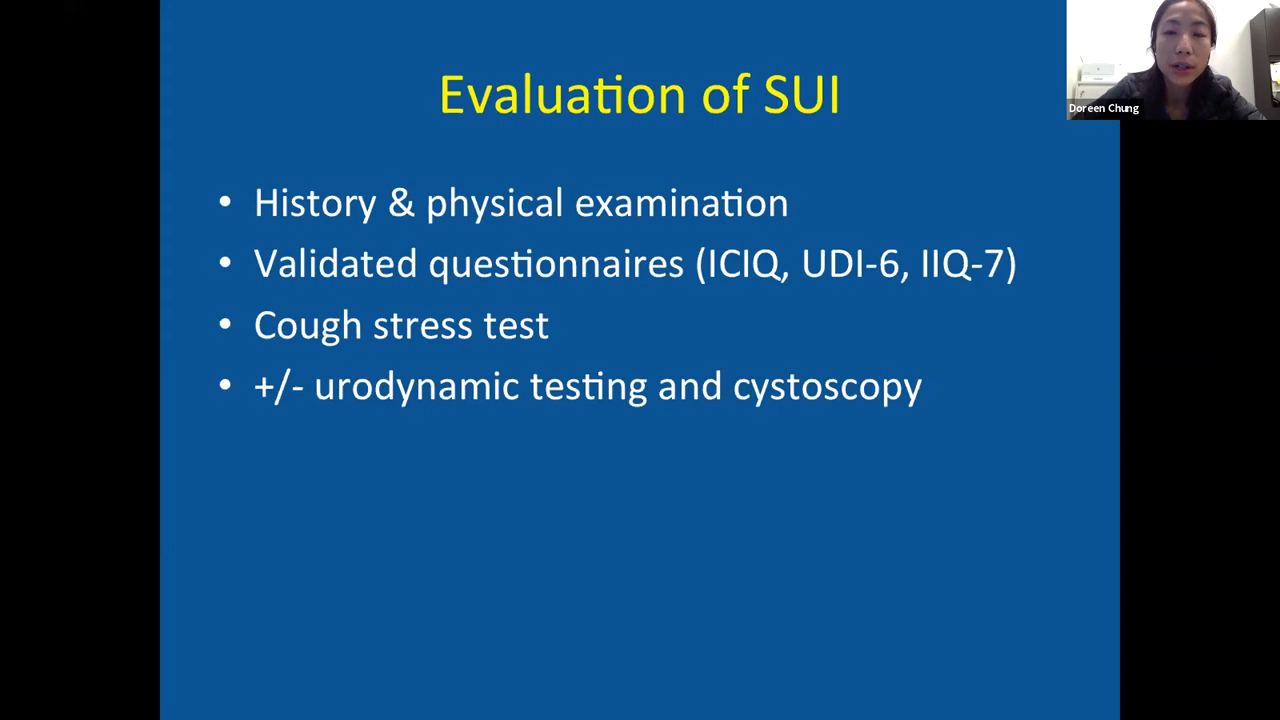 Evaluation of SUI
Doreen Chung
• History & physical examination
• Validated questionnaires (ICIQ, UDI-6, IIQ-7)
• Cough stress test
• +/- urodynamic testing and cystoscopy